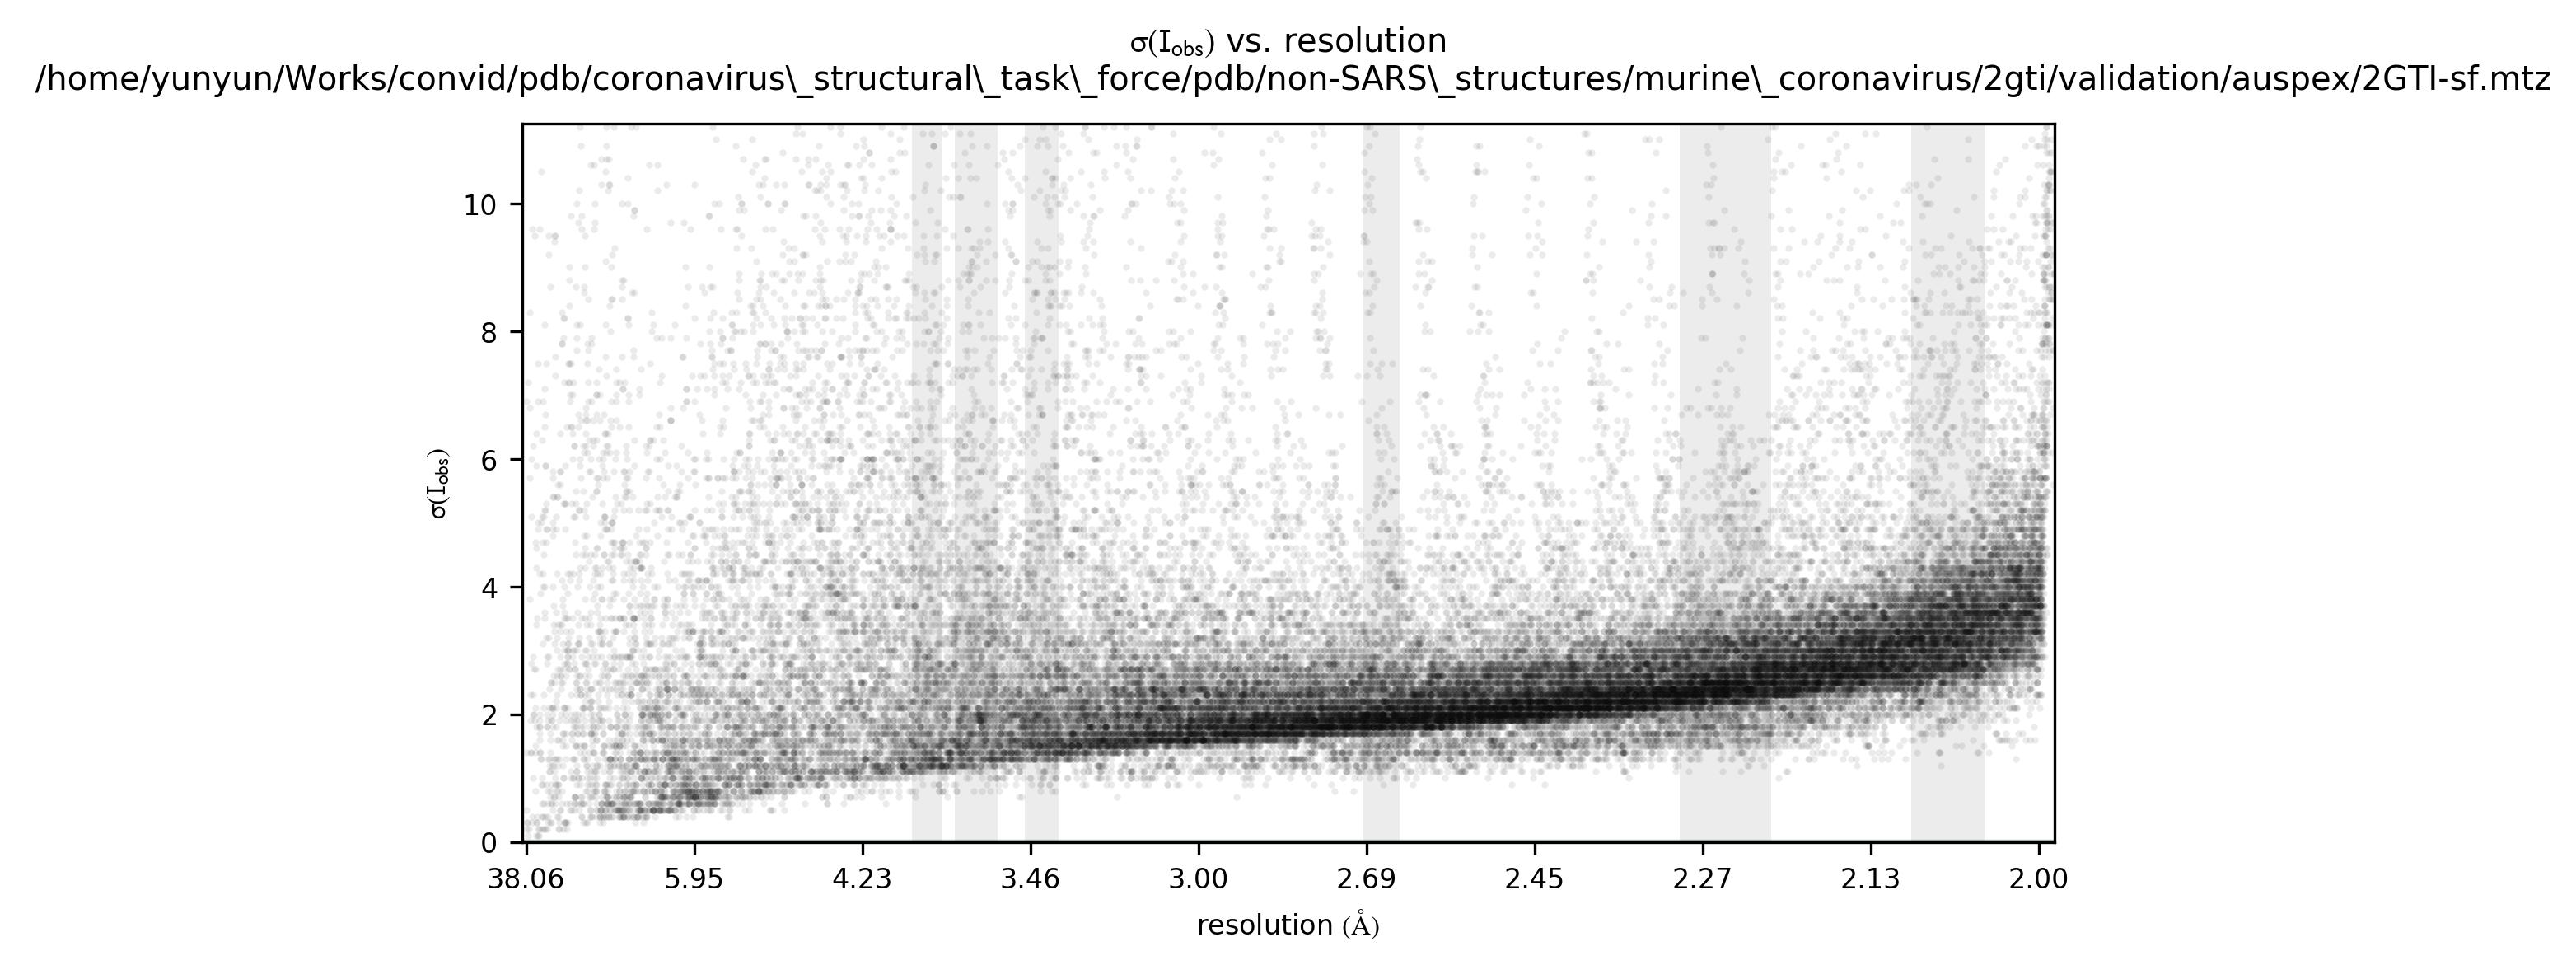 σ(I_obs) vs. resolution
/home/yunyun/Works/convid/pdb/coronavirus\_structural\_task\_force/pdb/non-SARS\_structures/murine\_coronavirus/2gti/validation/auspex/2GTI-sf.mtz
10
8
6
σ(I_obs)
4
2
0
38.06 5.95 4.23 3.46 3.00 2.69 2.45 2.27 2.13 2.00
resolution (Å)